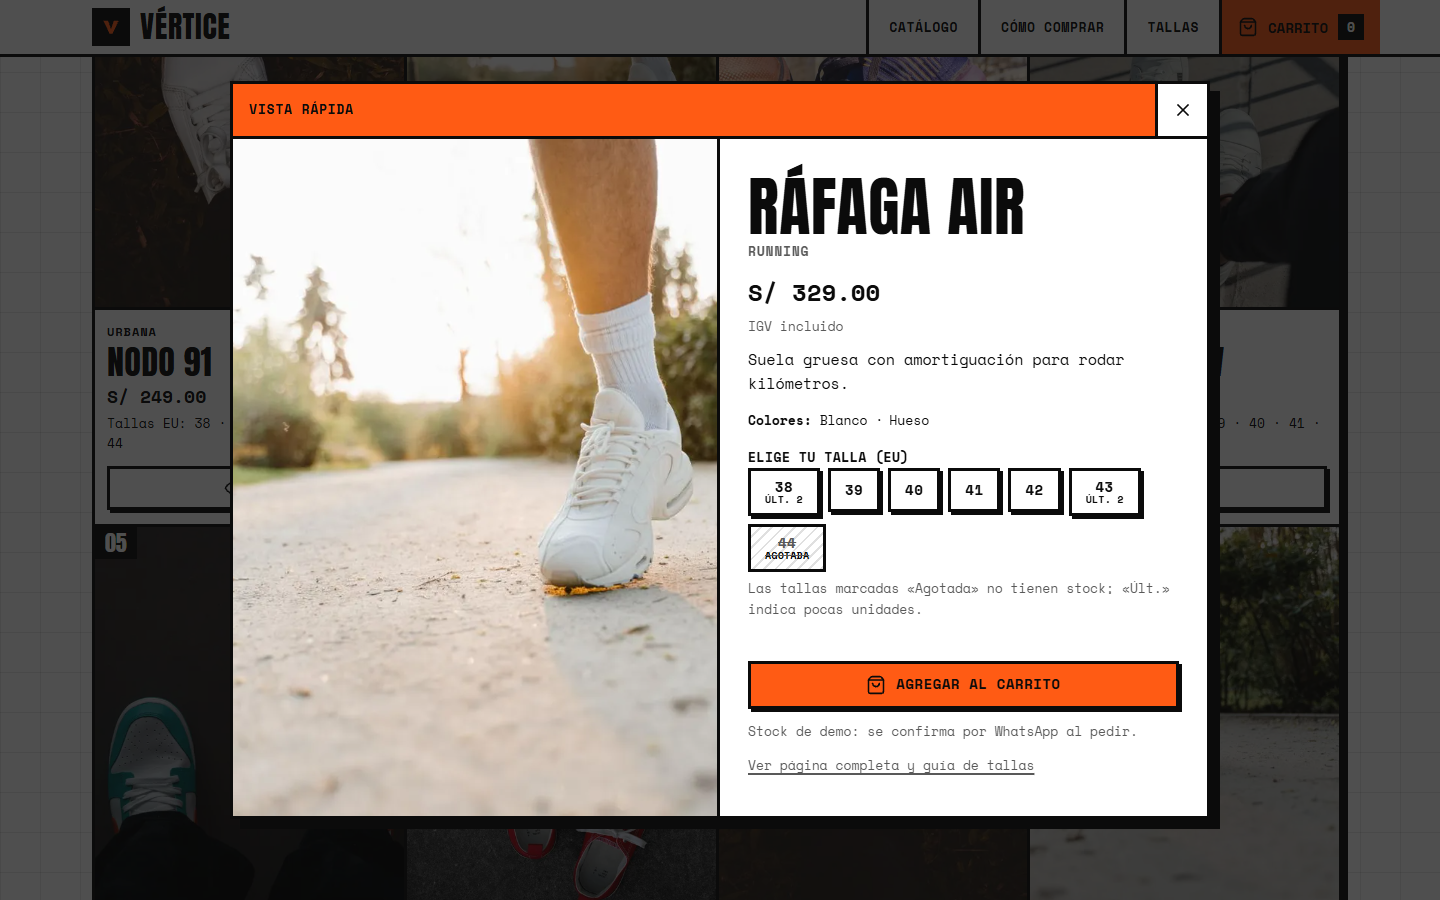 V VÉRTICE
CATÁLOGO
CÓMO COMPRAR
TALLAS
CARRITO 0
VISTA RÁPIDA
RÁFAGA AIR
RUNNING
S/ 329.00
IGV incluido
Suela gruesa con amortiguación para rodar
kilómetros.
Colores: Blanco · Hueso
ELIGE TU TALLA (EU)
38
ÚLT. 2
39
40
41
42
43
ÚLT. 2
44
AGOTADA
Las tallas marcadas «Agotada» no tienen stock; «Últ.»
indica pocas unidades.
AGREGAR AL CARRITO
Stock de demo: se confirma por WhatsApp al pedir.
Ver página completa y guía de tallas
URBANA
NODO 91
S/ 249.00
Tallas EU: 38 ·
44
· 40 · 41 ·
05